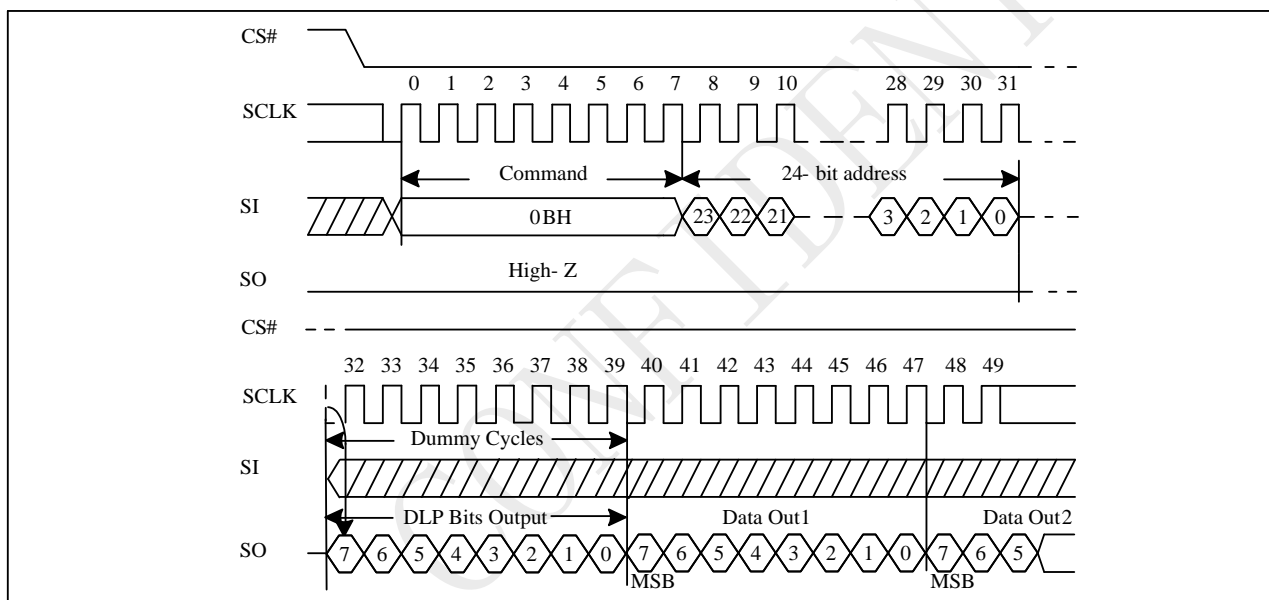 CS#
0 1 2 3 4 5 6 7 8 9 10 28 29 30 31
SCLK
Command 24- bit address
SI
0BH 23 22 21 3 2 1 0
High- Z
SO
CS#
32 33 34 35 36 37 38 39 40 41 42 43 44 45 46 47 48 49
SCLK
Dummy Cycles
SI
DLP Bits Output Data Out1 Data Out2
SO 7 6 5 4 3 2 1 0 7 6 5 4 3 2 1 0 7 6 5
MSB MSB
CONFIDENT